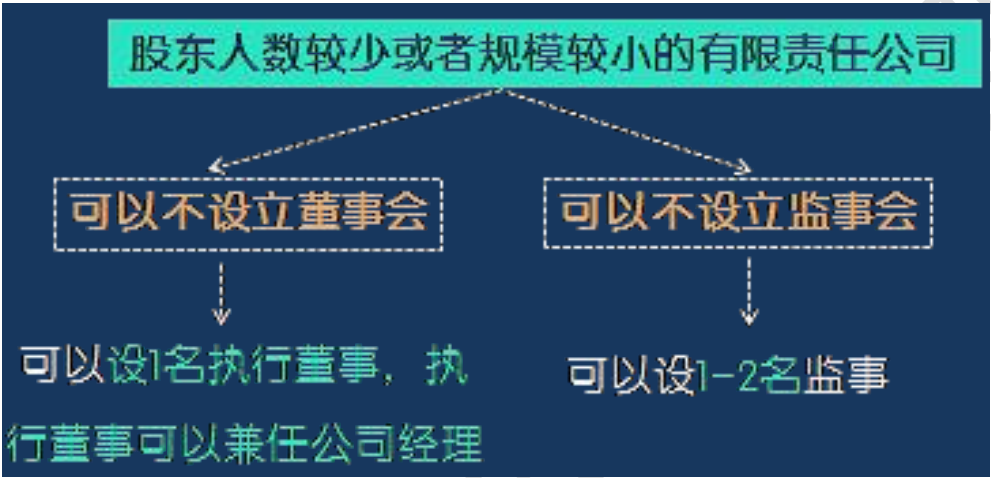 股东人数较少或者规模较小的有限责任公司
可以不设立董事会
可以不设立监事会
可以设1名执行董事，执
行董事可以兼任公司经理
可以设1-2名监事